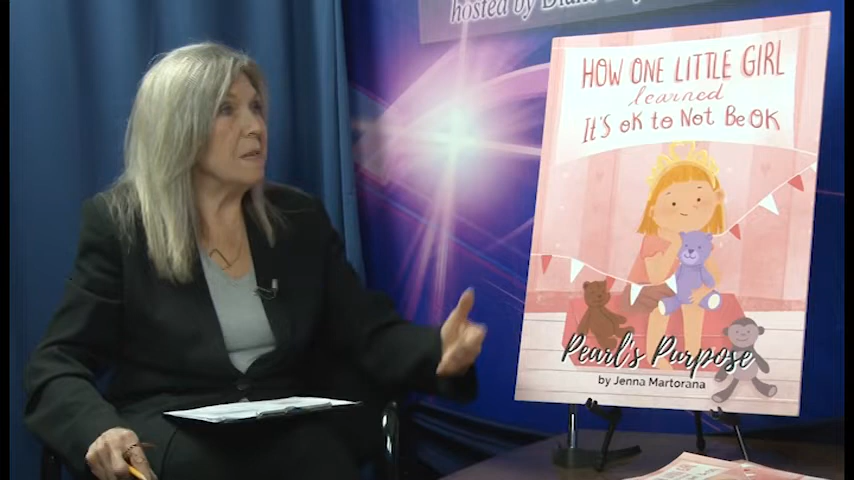 hosted by
HOW ONE LITTLE GIRL
learned
IT'S OK TO NOT BE OK
Pearl's Purpose
by Jenna Martorana